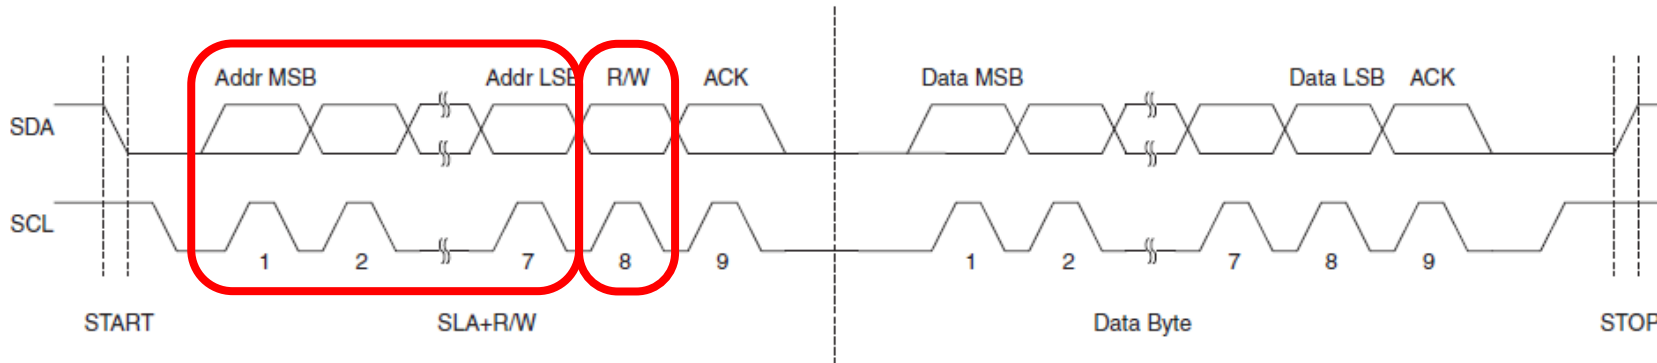 Addr MSB Addr LSB R/W ACK Data MSB Data LSB ACK
SDA
SCL
1 2 7 8 9 1 2 7 8 9
START SLA+R/W Data Byte STOP